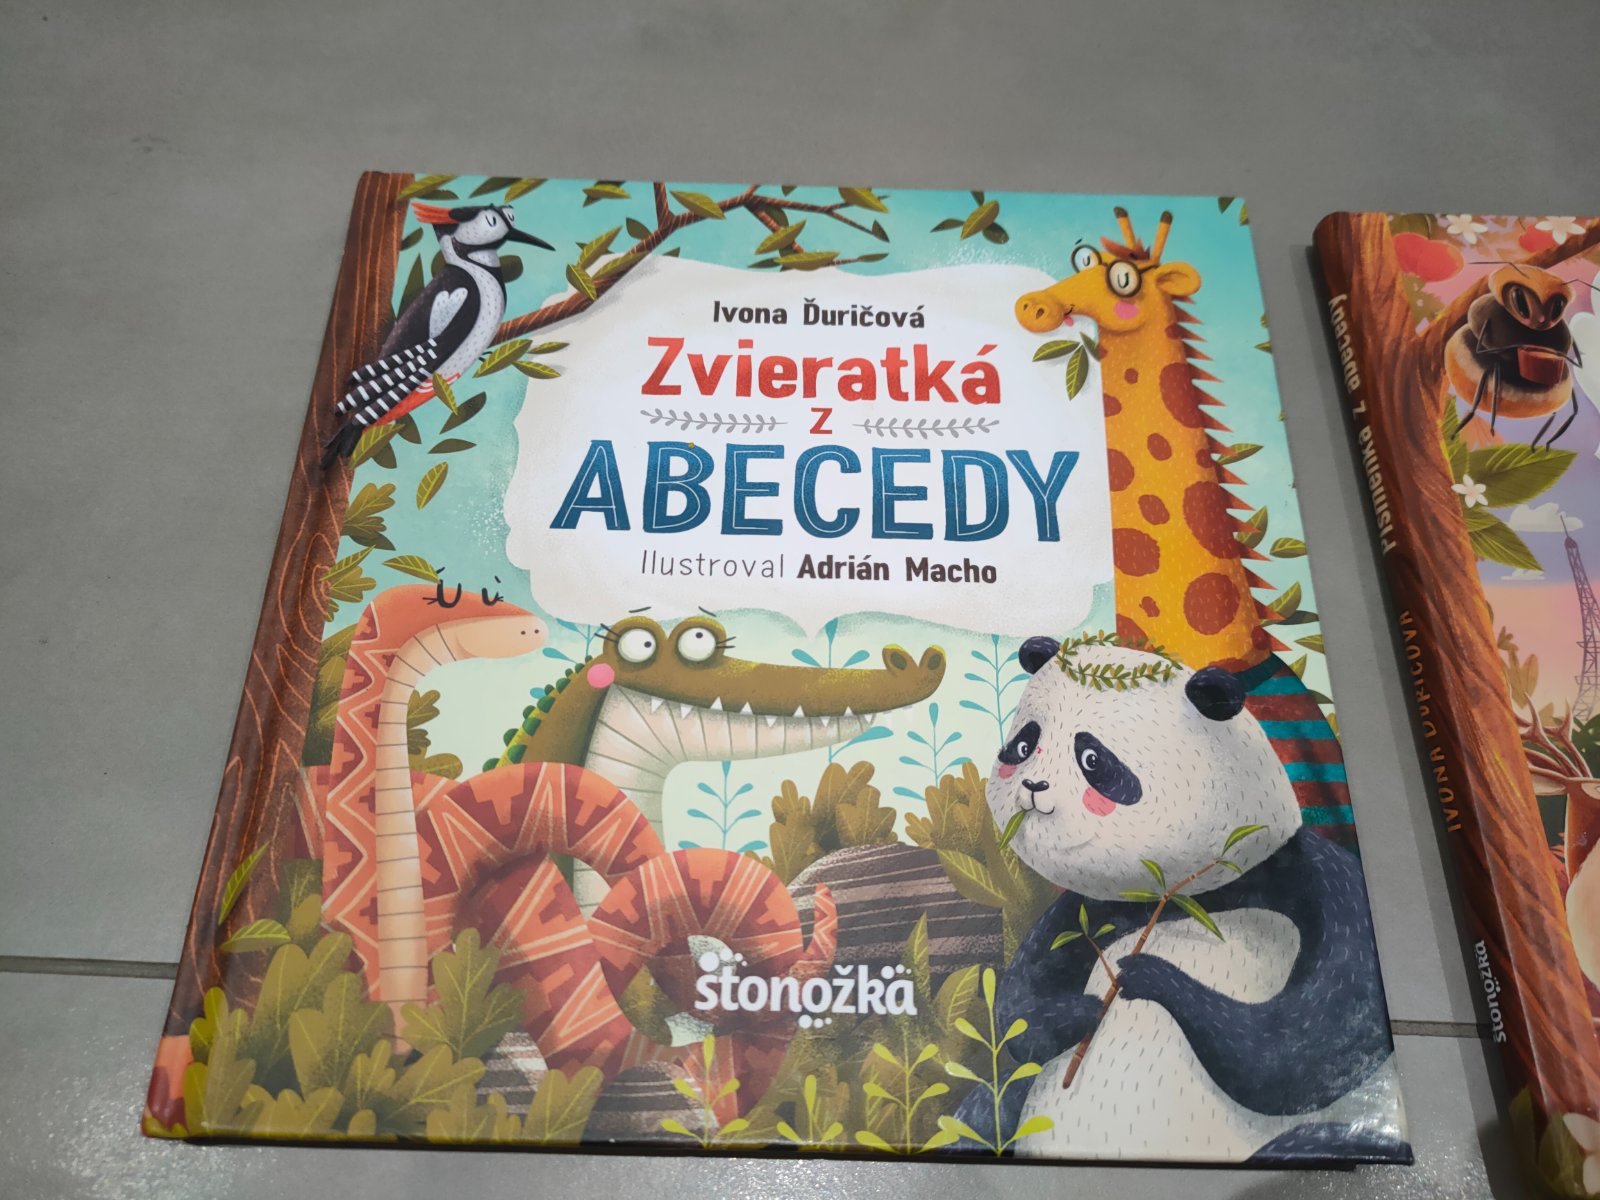 Ivona Ďuričová
Zvieratká
z
ABECEDY
Ilustroval Adrián Macho
stonožka
Písmenká z abecedy
IVONA ĎURIČOVÁ
stonožka